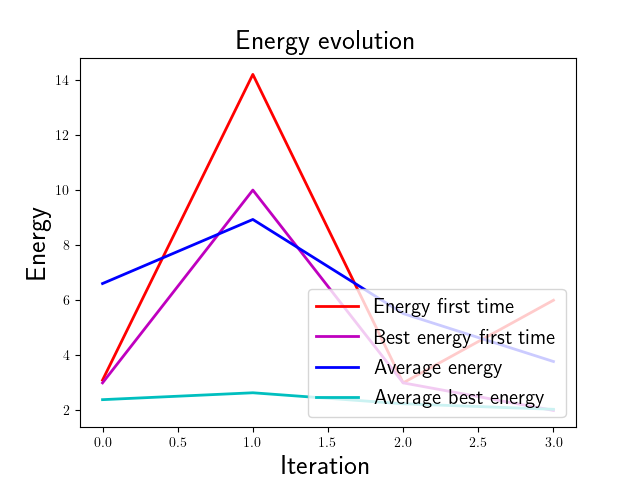 Energy evolution
14
12
10
8
6
4
2
Energy
Energy first time
Best energy first time
Average energy
Average best energy
0.0 0.5 1.0 1.5 2.0 2.5 3.0
Iteration